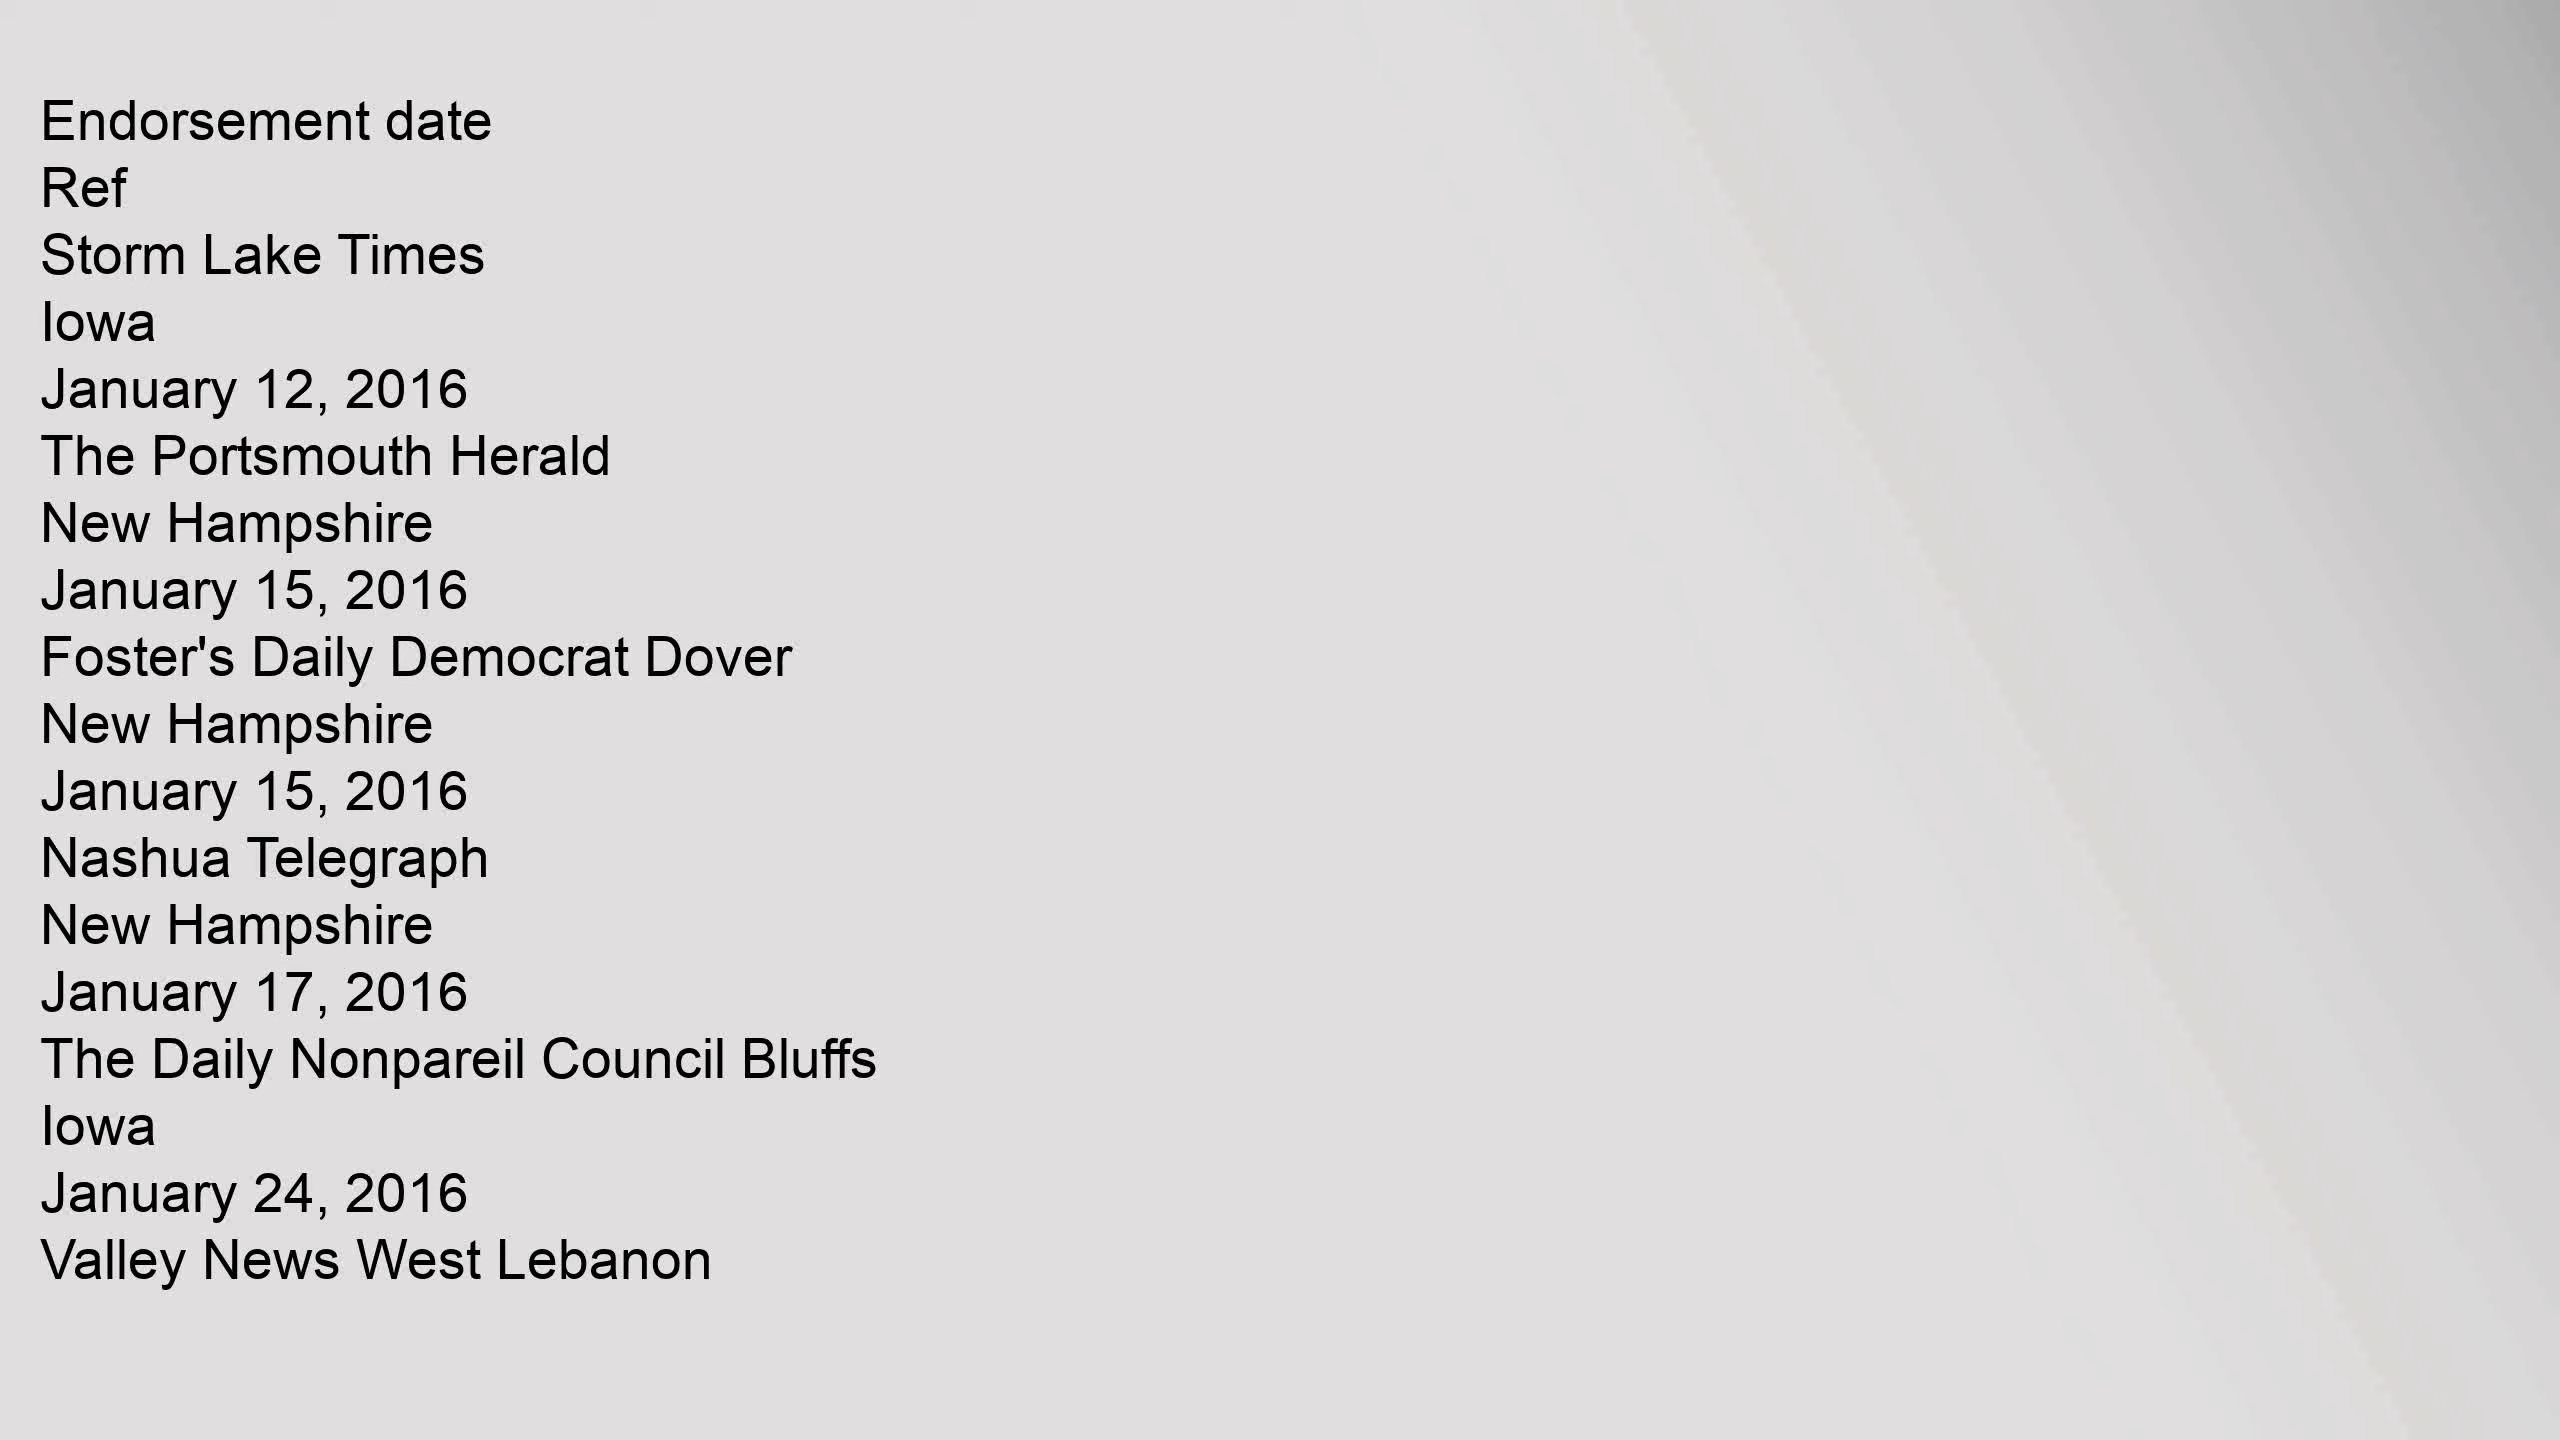 Endorsement date
Ref
Storm Lake Times
Iowa
January 12, 2016
The Portsmouth Herald
New Hampshire
January 15, 2016
Foster's Daily Democrat Dover
New Hampshire
January 15, 2016
Nashua Telegraph
New Hampshire
January 17, 2016
The Daily Nonpareil Council Bluffs
Iowa
January 24, 2016
Valley News West Lebanon